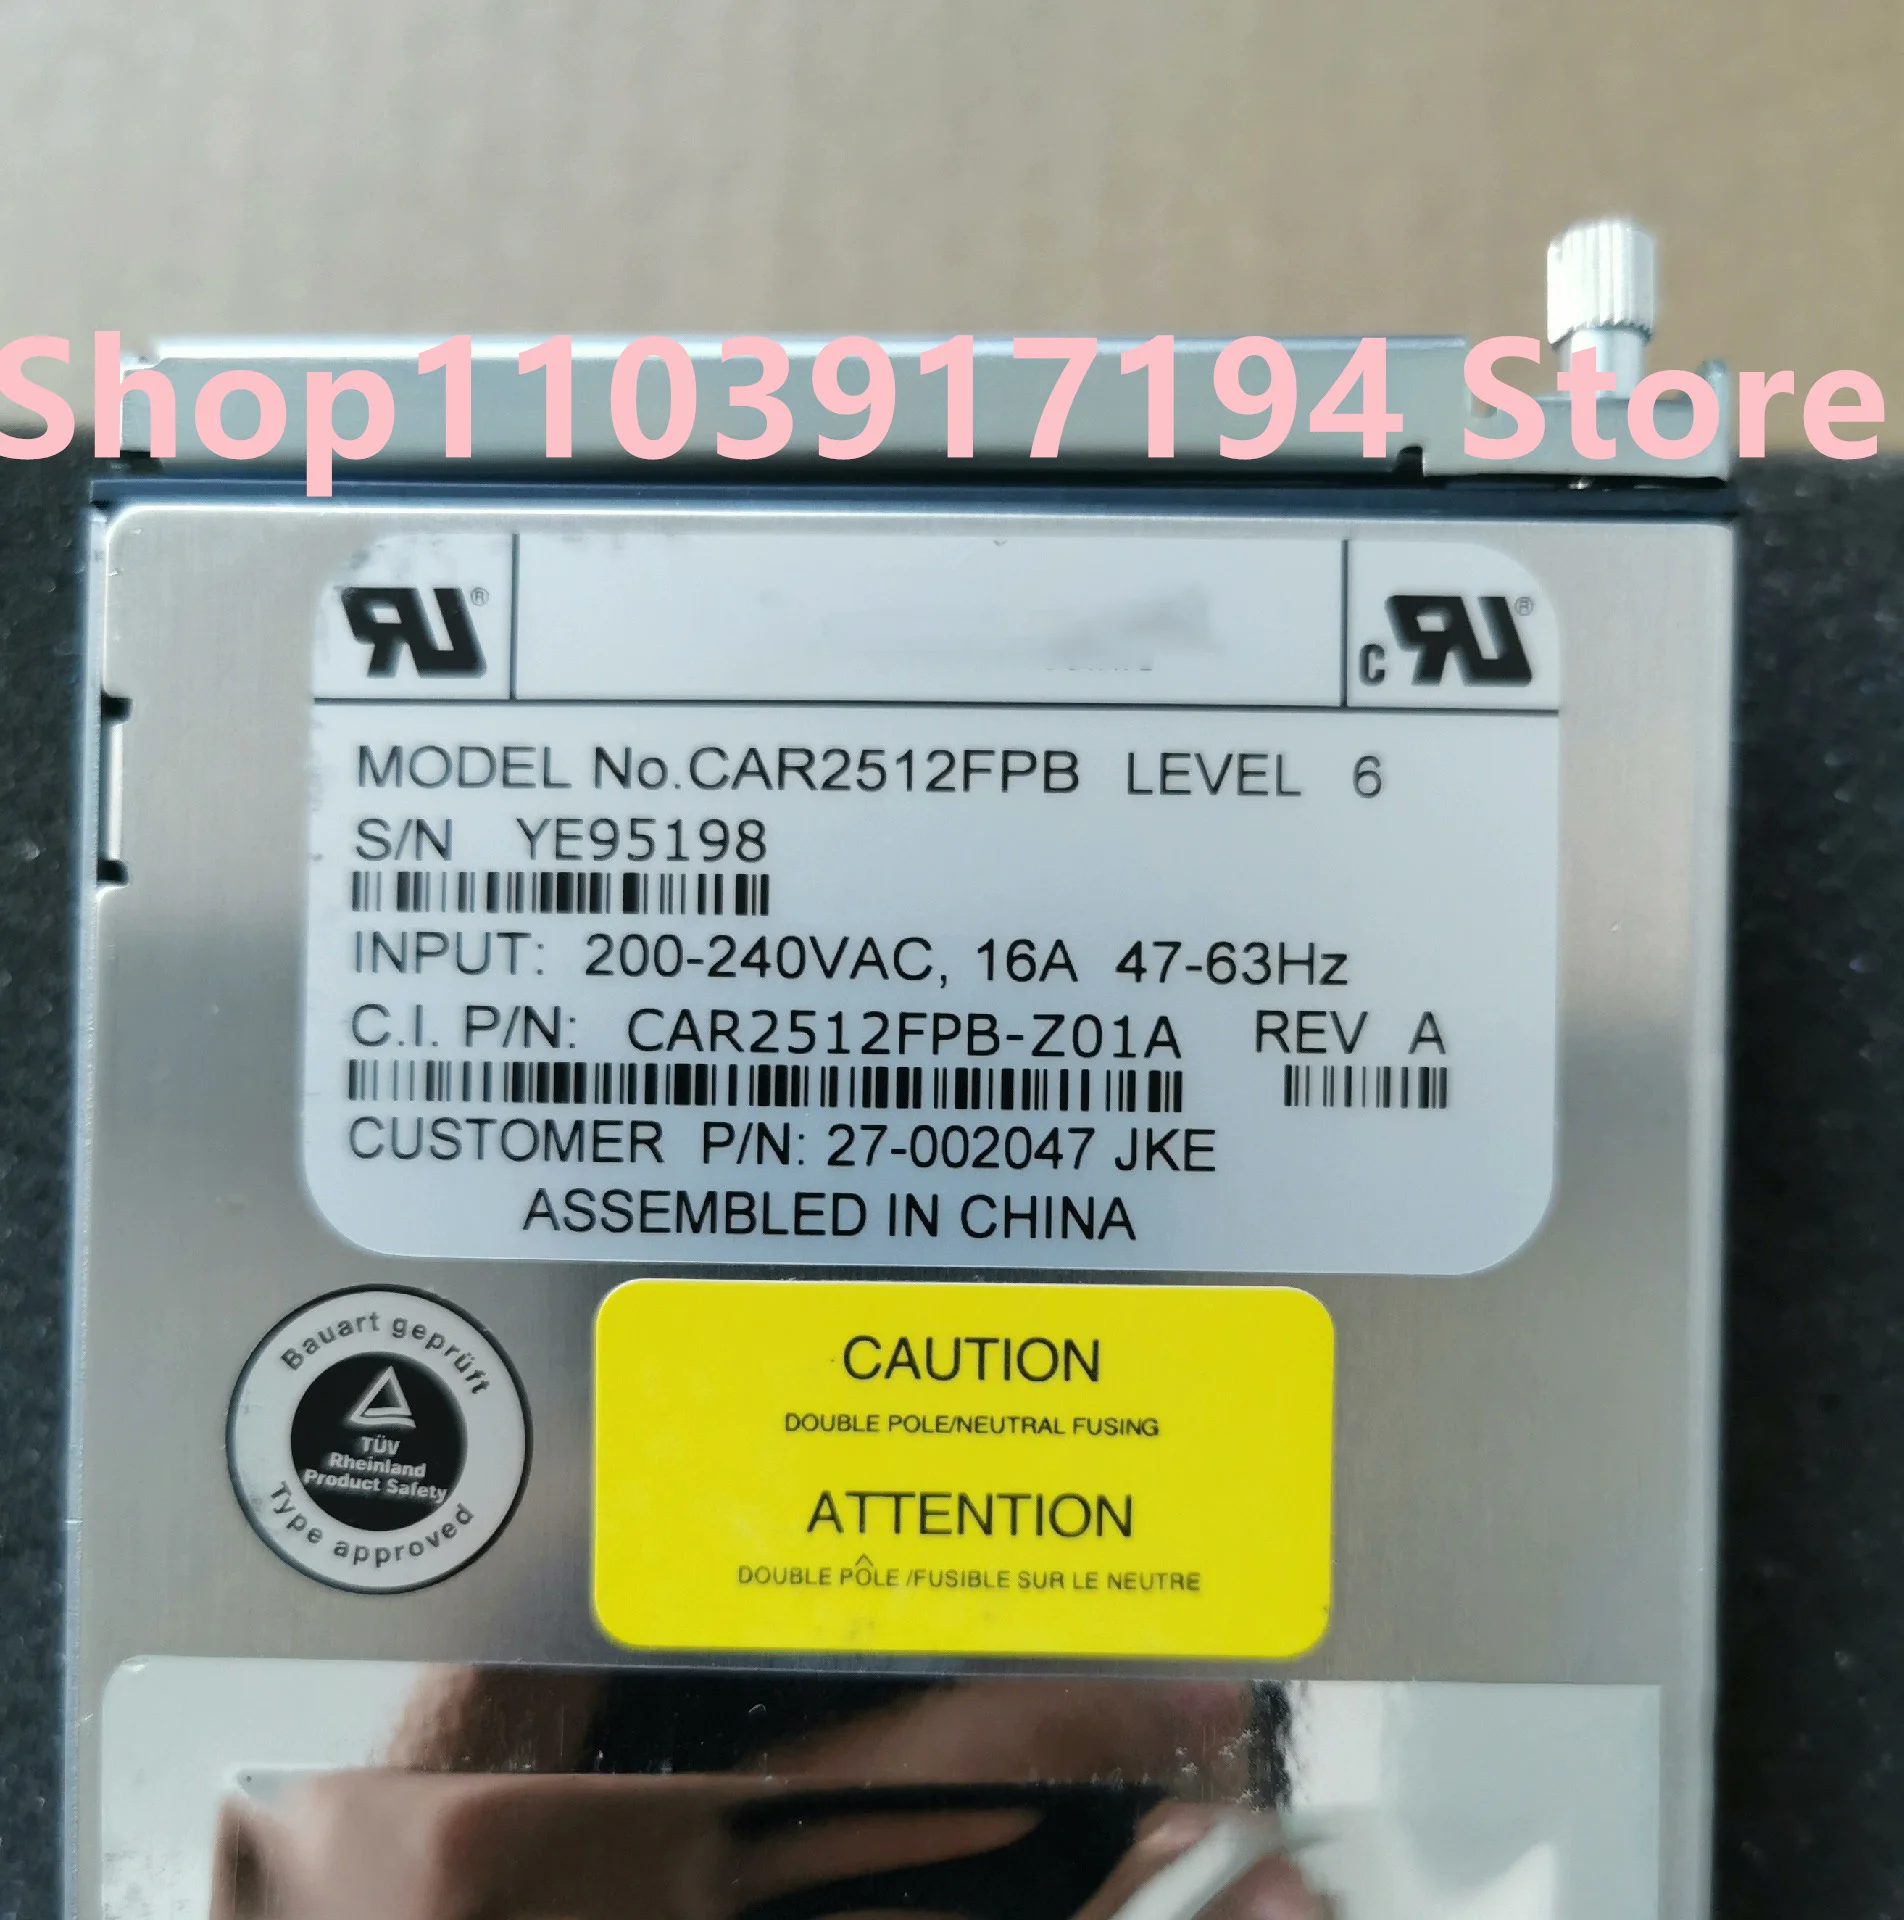 Shop1103917194 Store
UR®
c UR®
MODEL No.CAR2512FPB LEVEL 6
S/N YE95198
INPUT: 200-240VAC, 16A 47-63Hz
C.I. P/N: CAR2512FPB-Z01A REV A
CUSTOMER P/N: 27-002047 JKE
ASSEMBLED IN CHINA
Bauart geprüft
TÜV
Rheinland
Product Safety
Type approved
CAUTION
DOUBLE POLE/NEUTRAL FUSING
ATTENTION
DOUBLE PÔLE /FUSIBLE SUR LE NEUTRE